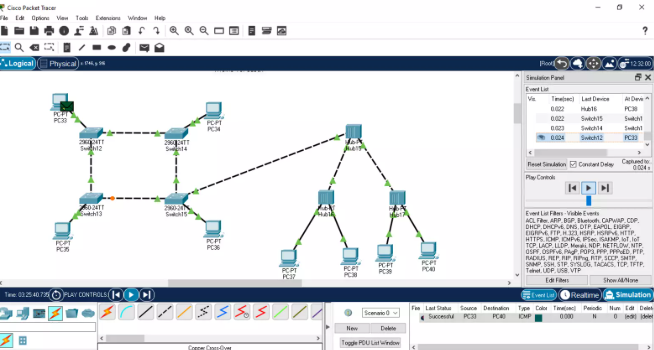 Cisco Packet Tracer
File Edit Options View Tools Extensions Window Help
Logical
Physical
x: 1746, y: 916
[Root]
12:32:00
Simulation Panel
Event List
Vis. Time(sec) Last Device At Device
0.022 Hub16 PC38
0.022 Switch15 Switch1
0.023 Switch14 Switch1
0.024 Switch12 PC33
Reset Simulation Constant Delay Captured to:
0.024 s
Play Controls
Event List Filters - Visible Events
ACL Filter, ARP, BGP, Bluetooth, CAPWAP, CDP,
DHCP, DHCPv6, DNS, DTP, EAPOL, EIGRP,
EIGRPv6, FTP, H.323, HSRP, HSRPv6, HTTP,
HTTPS, ICMP, ICMPv6, IPSec, ISAKMP, IoT, IoT
TCP, LACP, LLDP, Meraki, NDP, NETFLOW, NTP,
OSPF, OSPFv6, PAgP, POP3, PPP, PPPoED, PTP,
RADIUS, REP, RIP, RIPng, RTP, SCCP, SMTP,
SNMP, SSH, STP, SYSLOG, TACACS, TCP, TFTP,
Telnet, UDP, USB, VTP
Edit Filters
Show All/None
PC-PT
PC33
PC-PT
PC34
2960-24TT
Switch12
2960-24TT
Switch14
2960-24TT
Switch13
2960-24TT
Switch15
PC-PT
PC35
PC-PT
PC36
Hub-PT
Hub-PT
Hub16
Hub-PT
Hub17
PC-PT
PC37
PC-PT
PC38
PC-PT
PC39
PC-PT
PC40
Time: 03:25:40.735
PLAY CONTROLS:
Event List
Realtime
Simulation
Scenario 0
New
Delete
Toggle PDU List Window
Fire Last Status Source Destination Type Color Time(sec) Periodic Num Edit Delete
Successful PC33 PC40 ICMP 0.000 N 0 (edit) (delet
Copper Cross-Over